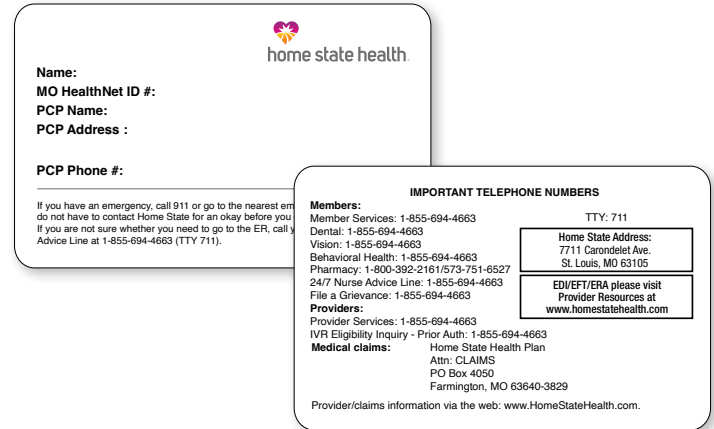 home state health.
Name:
MO HealthNet ID #:
PCP Name:
PCP Address :
PCP Phone #:
If you have an emergency, call 911 or go to the nearest em
do not have to contact Home State for an okay before you
If you are not sure whether you need to go to the ER, call y
Advice Line at 1-855-694-4663 (TTY 711).
IMPORTANT TELEPHONE NUMBERS
Members:
Member Services: 1-855-694-4663
Dental: 1-855-694-4663
Vision: 1-855-694-4663
Behavioral Health: 1-855-694-4663
Pharmacy: 1-800-392-2161/573-751-6527
24/7 Nurse Advice Line: 1-855-694-4663
File a Grievance: 1-855-694-4663
TTY: 711
Home State Address:
7711 Carondelet Ave.
St. Louis, MO 63105
EDI/EFT/ERA please visit
Provider Resources at
www.homestatehealth.com
Providers:
Provider Services: 1-855-694-4663
IVR Eligibility Inquiry - Prior Auth: 1-855-694-4663
Medical claims: Home State Health Plan
Attn: CLAIMS
PO Box 4050
Farmington, MO 63640-3829
Provider/claims information via the web: www.HomeStateHealth.com.